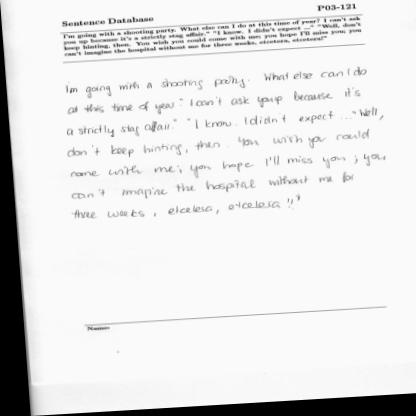 Sentence Database
P03-121
I'm going with a shooting party. What else can I do at this time of year? I can't ask
you up because it's a strictly stag affair." "I know. I didn't expect ..." "Well, don't
keep hinting, then. You wish you could come with me; you hope I'll miss you; you
can't imagine the hospital without me for three weeks, etcetera, etcetera!"
Im going with a shooting party. What else can I do
at this time of year" I can't ask you up because it's
a strictly stag affair." "I know. I didn't expect ..." Well,
don't keep hinting, then. You wish you could
come with me; you hope I'll miss you; you
can't imagine the hospital without me for
three weeks, etcetera, etcetera!"
Name: